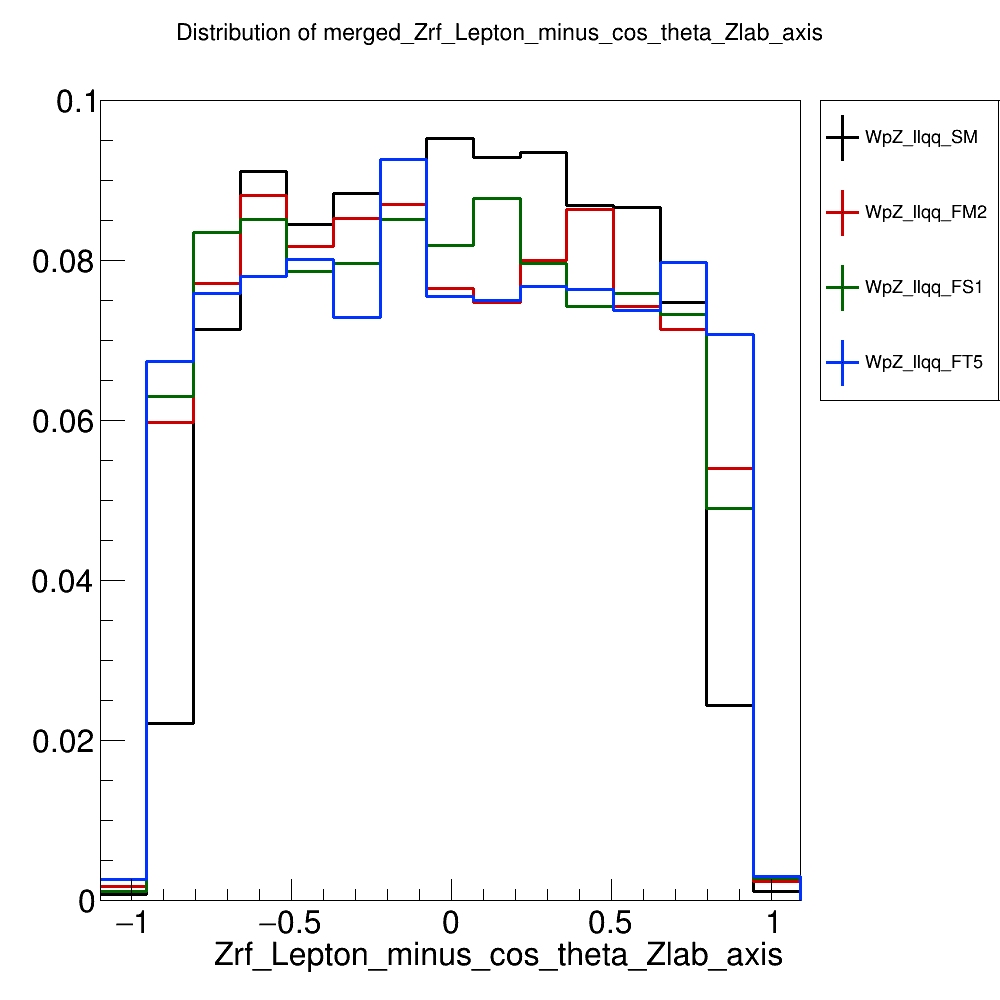 Distribution of merged_Zrf_Lepton_minus_cos_theta_Zlab_axis
0.1
0.08
0.06
0.04
0.02
0
−1
−0.5
0
0.5
1
Zrf_Lepton_minus_cos_theta_Zlab_axis
WpZ_llqq_SM
WpZ_llqq_FM2
WpZ_llqq_FS1
WpZ_llqq_FT5